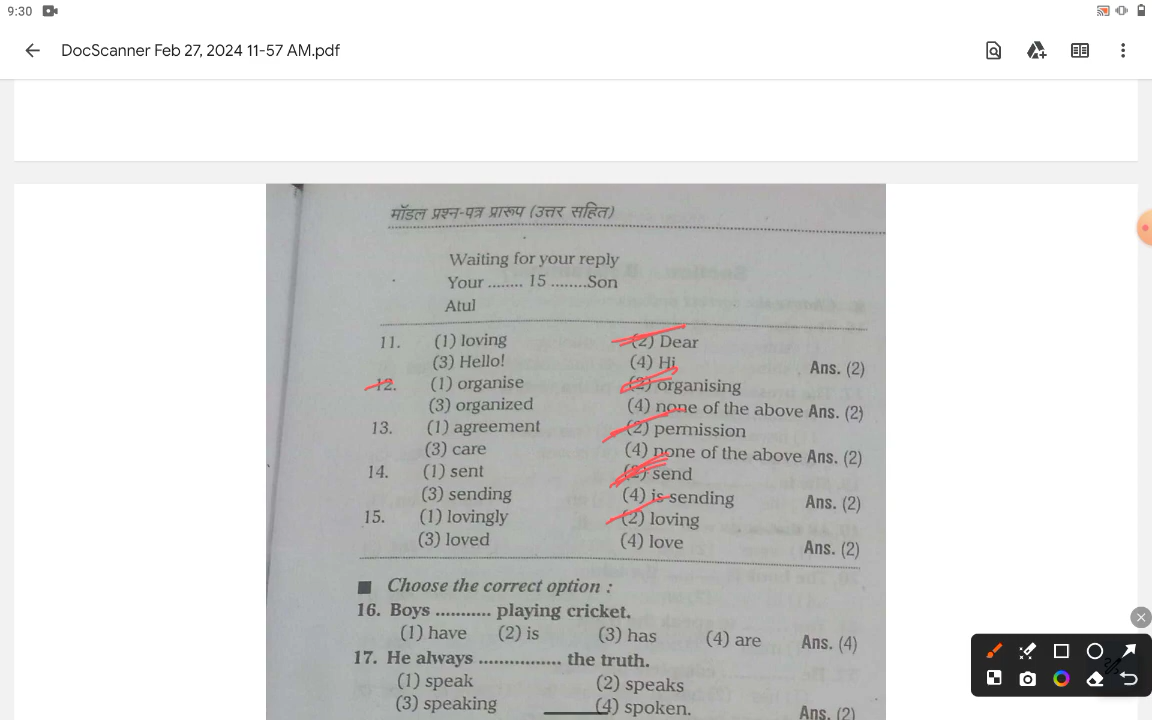 9:30
DocScanner Feb 27, 2024 11-57 AM.pdf
मॉडल प्रश्न-पत्र प्रारूप (उत्तर सहित)
Waiting for your reply
Your ........ 15 ........Son
Atul
11. (1) loving (2) Dear
(3) Hello! (4) Hi Ans. (2)
12. (1) organise (2) organising
(3) organized (4) none of the above Ans. (2)
13. (1) agreement (2) permission
(3) care (4) none of the above Ans. (2)
14. (1) sent (2) send
(3) sending (4) is sending Ans. (2)
15. (1) lovingly (2) loving
(3) loved (4) love Ans. (2)
Choose the correct option :
16. Boys ........... playing cricket.
(1) have (2) is (3) has (4) are Ans. (4)
17. He always ................ the truth.
(1) speak (2) speaks
(3) speaking (4) spoken. Ans. (2)